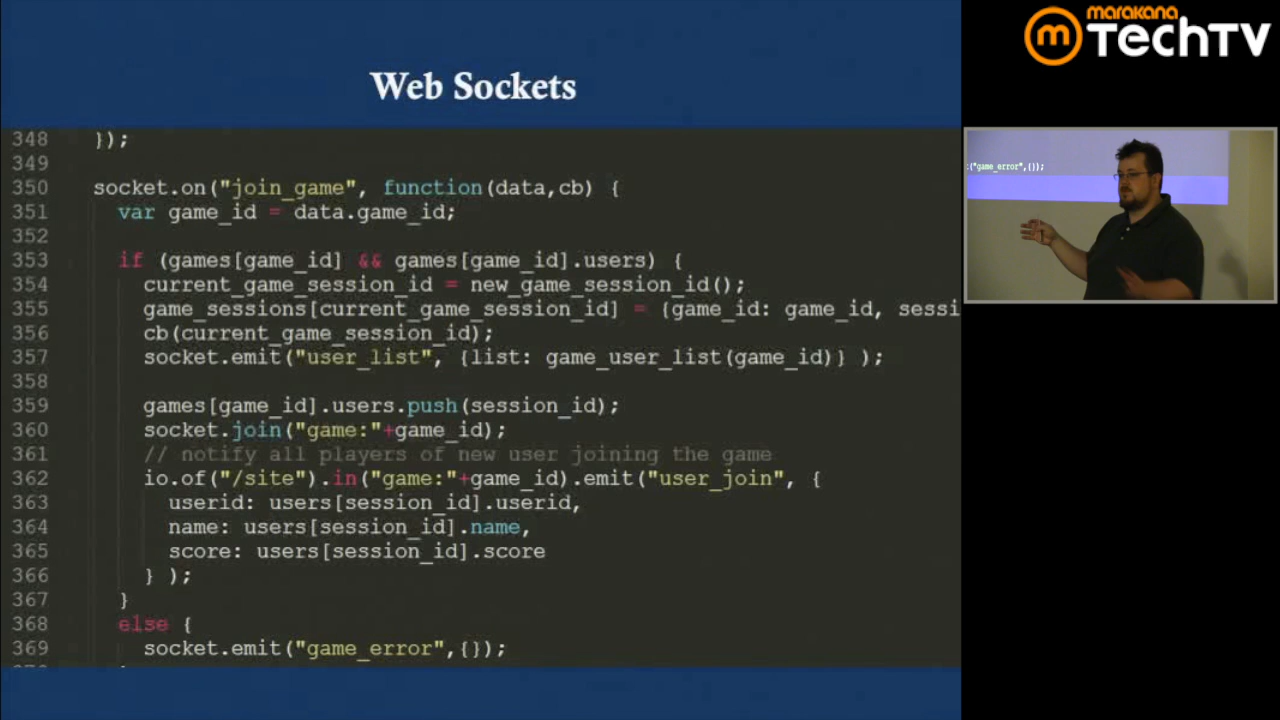 Web Sockets
348 });
349
350 socket.on("join_game", function(data,cb) {
351 var game_id = data.game_id;
352
353 if (games[game_id] && games[game_id].users) {
354 current_game_session_id = new_game_session_id();
355 game_sessions[current_game_session_id] = {game_id: game_id, sessi
356 cb(current_game_session_id);
357 socket.emit("user_list", {list: game_user_list(game_id)} );
358
359 games[game_id].users.push(session_id);
360 socket.join("game:"+game_id);
361 // notify all players of new user joining the game
362 io.of("/site").in("game:"+game_id).emit("user_join", {
363 userid: users[session_id].userid,
364 name: users[session_id].name,
365 score: users[session_id].score
366 } );
367 }
368 else {
369 socket.emit("game_error",{});
marakana
m TechTV
:("game_error",{});